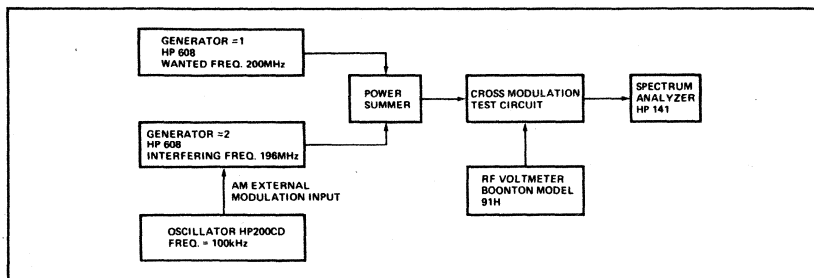 GENERATOR =1
HP 608
WANTED FREQ. 200MHz
POWER
SUMMER
CROSS MODULATION
TEST CIRCUIT
SPECTRUM
ANALYZER
HP 141
GENERATOR =2
HP 608
INTERFERING FREQ. 196MHz
AM EXTERNAL
MODULATION INPUT
RF VOLTMETER
BOONTON MODEL
91H
OSCILLATOR HP200CD
FREQ. = 100kHz